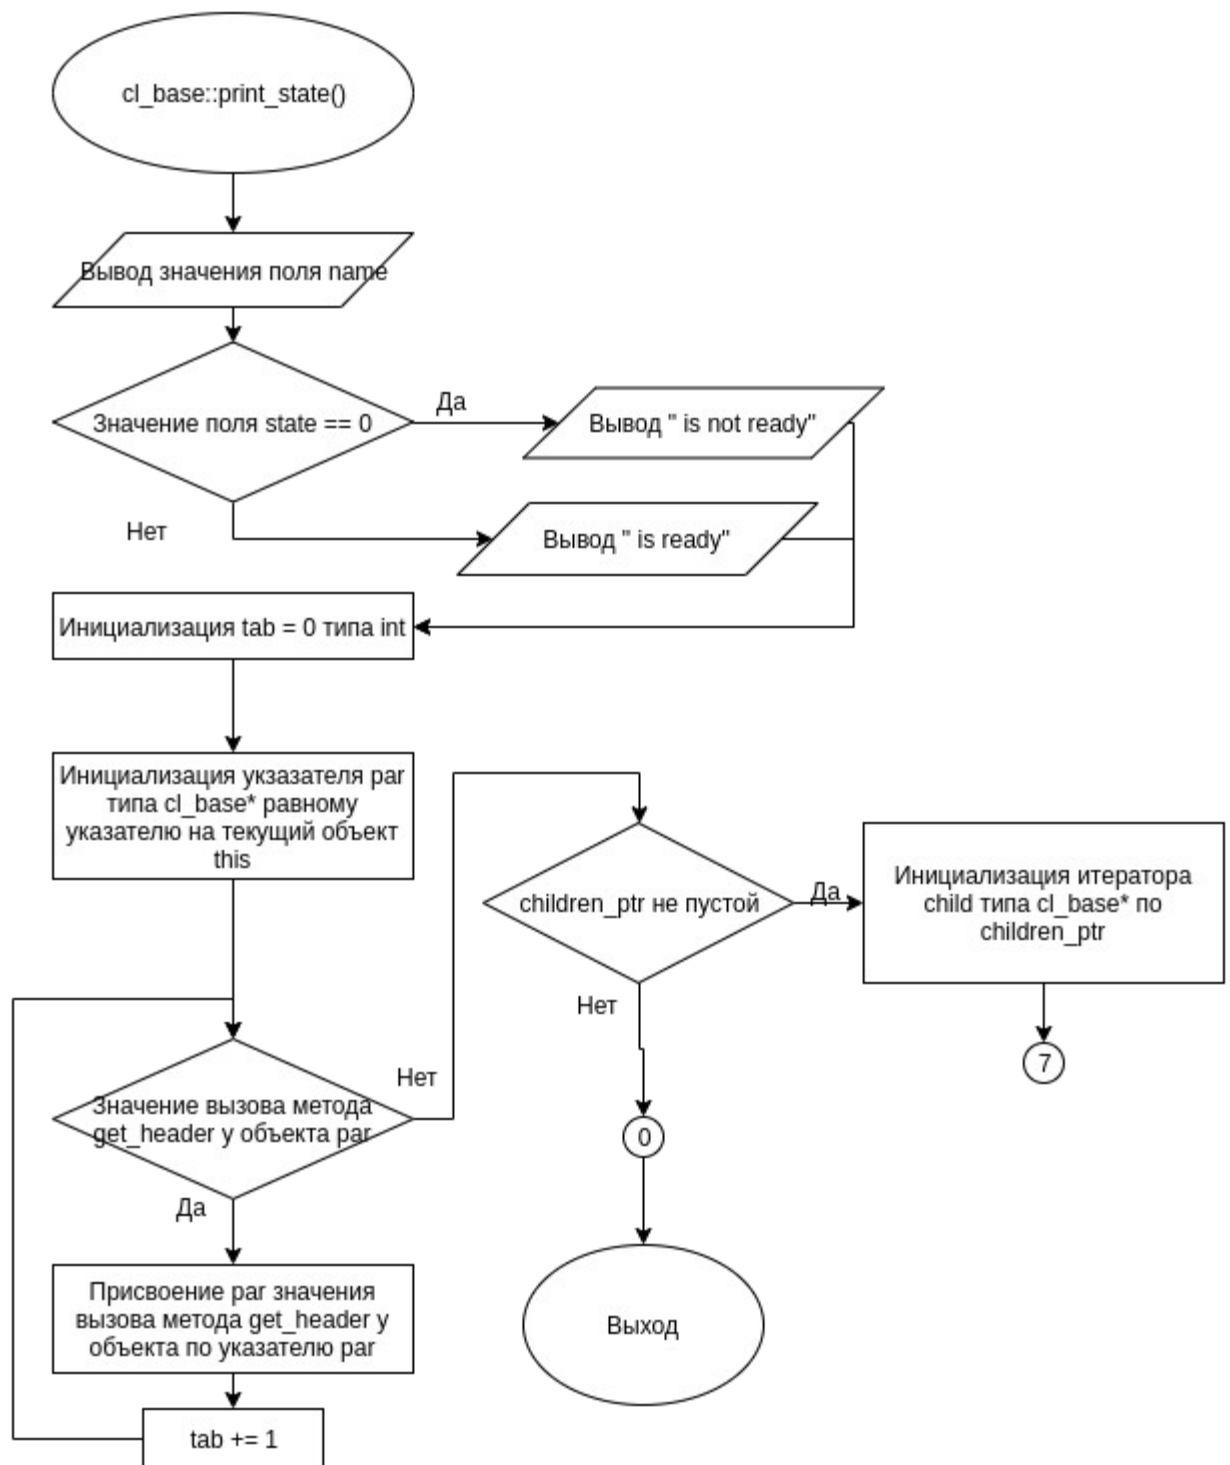 cl_base::print_state()
Вывод значения поля name
Значение поля state == 0
Да
Вывод " is not ready"
Нет
Вывод " is ready"
Инициализация tab = 0 типа int
Инициализация укзазателя par
типа cl_base* равному
указателю на текущий объект
this
children_ptr не пустой
Да
Инициализация итератора
child типа cl_base* по
children_ptr
Нет
7
Значение вызова метода
get_header у объекта par
Нет
0
Да
Присвоение par значения
вызова метода get_header у
объекта по указателю par
Выход
tab += 1